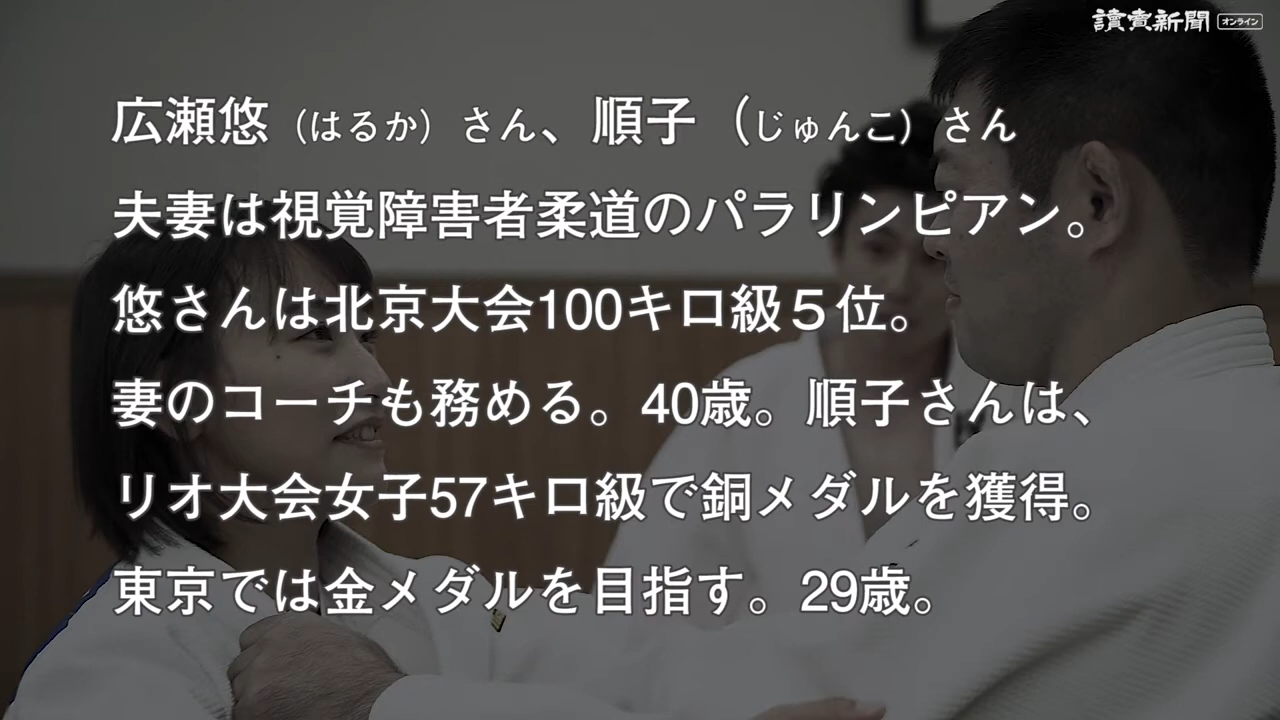 讀賣新聞 オンライン
広瀬悠（はるか）さん、順子（じゅんこ）さん
夫妻は視覚障害者柔道のパラリンピアン。
悠さんは北京大会100キロ級５位。
妻のコーチも務める。40歳。順子さんは、
リオ大会女子57キロ級で銅メダルを獲得。
東京では金メダルを目指す。29歳。